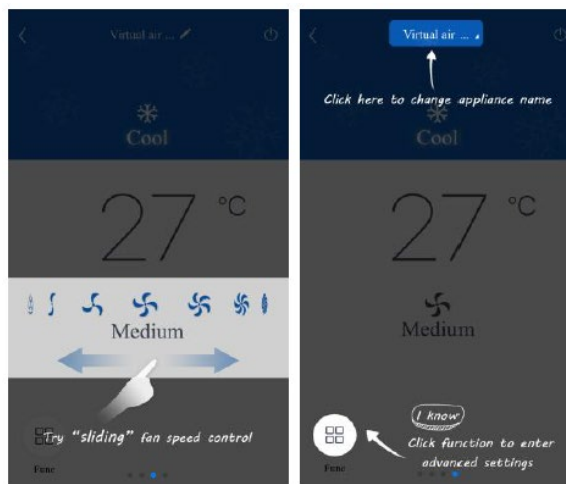 Virtual air ...
Cool
27 °C
Medium
Try "sliding" fan speed control
Func
Virtual air ...
Click here to change appliance name
Cool
27 °C
Medium
I know
Click function to enter
advanced settings
Func